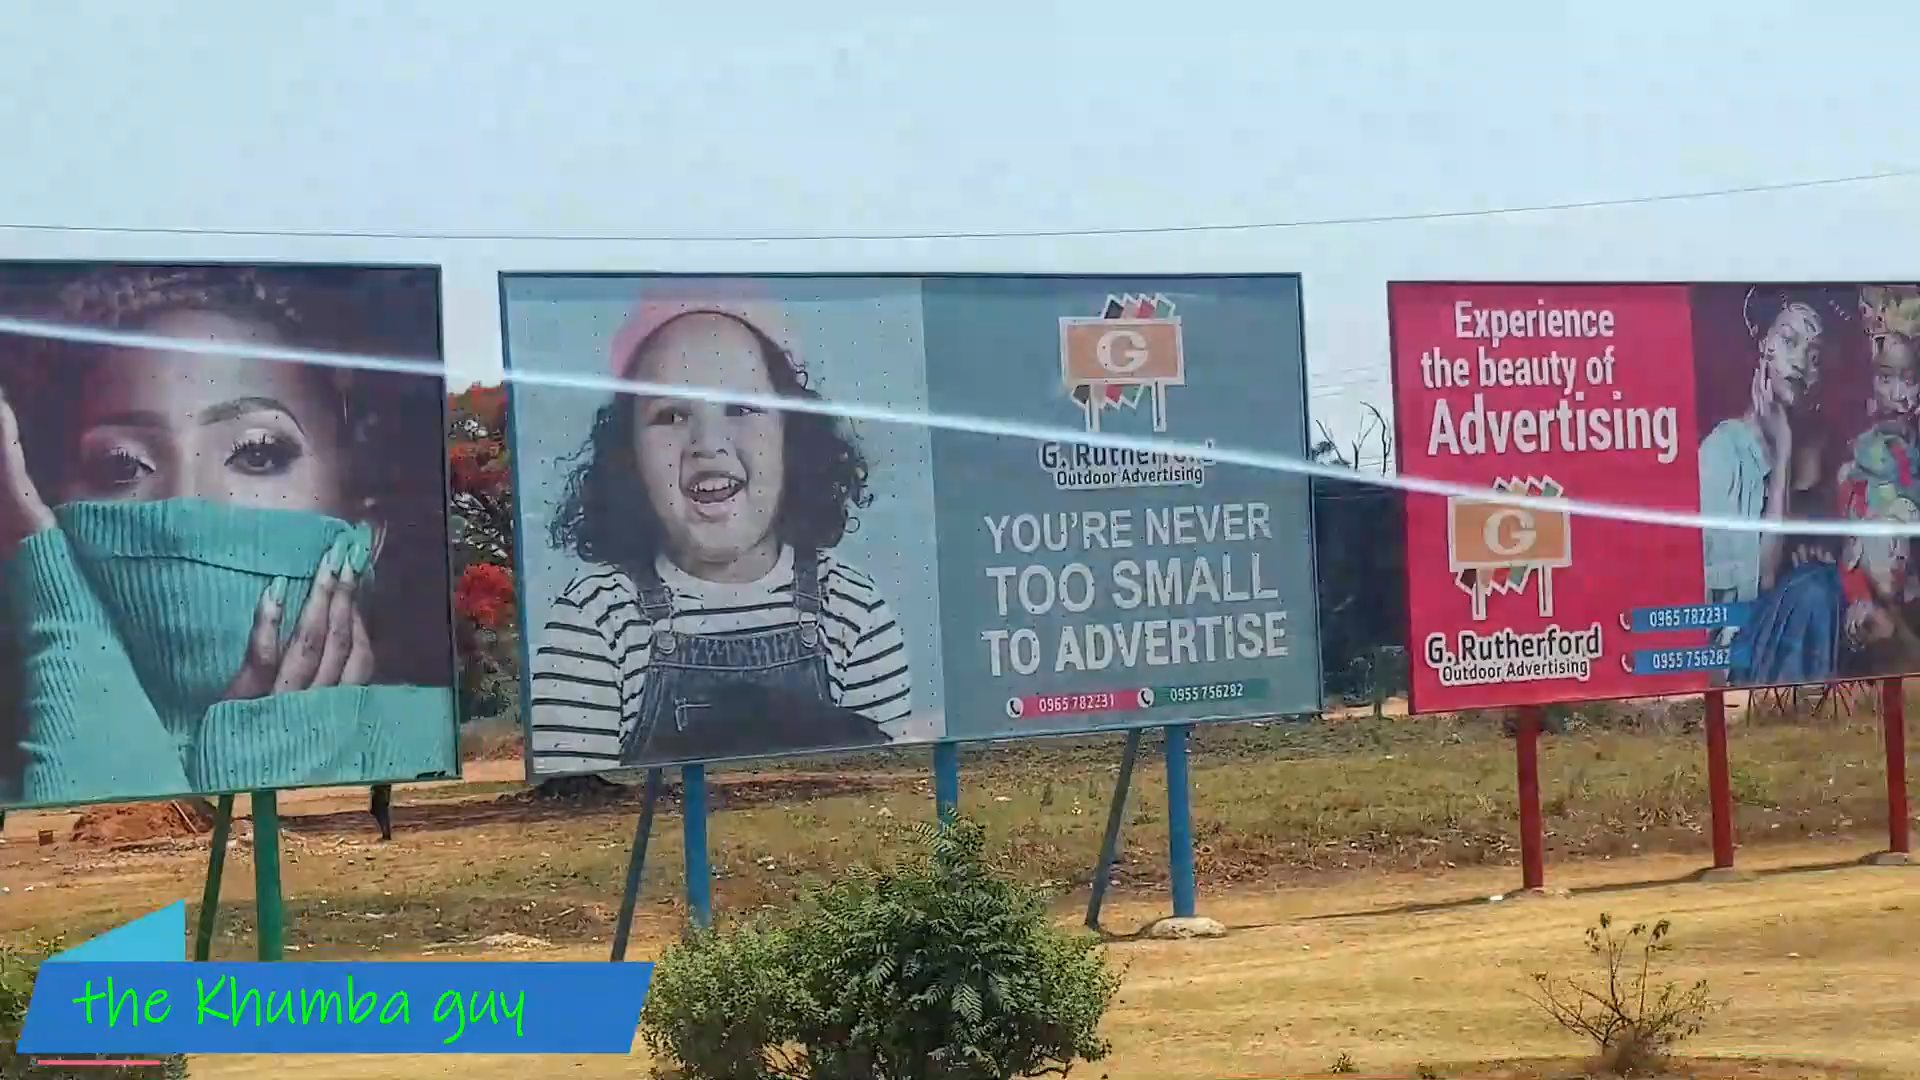 G
G. Rutherford
Outdoor Advertising
YOU'RE NEVER
TOO SMALL
TO ADVERTISE
0965 782231 0955 756282
Experience
the beauty of
Advertising
G
G. Rutherford
Outdoor Advertising
0965 782231
0955 756282
the Khumba guy